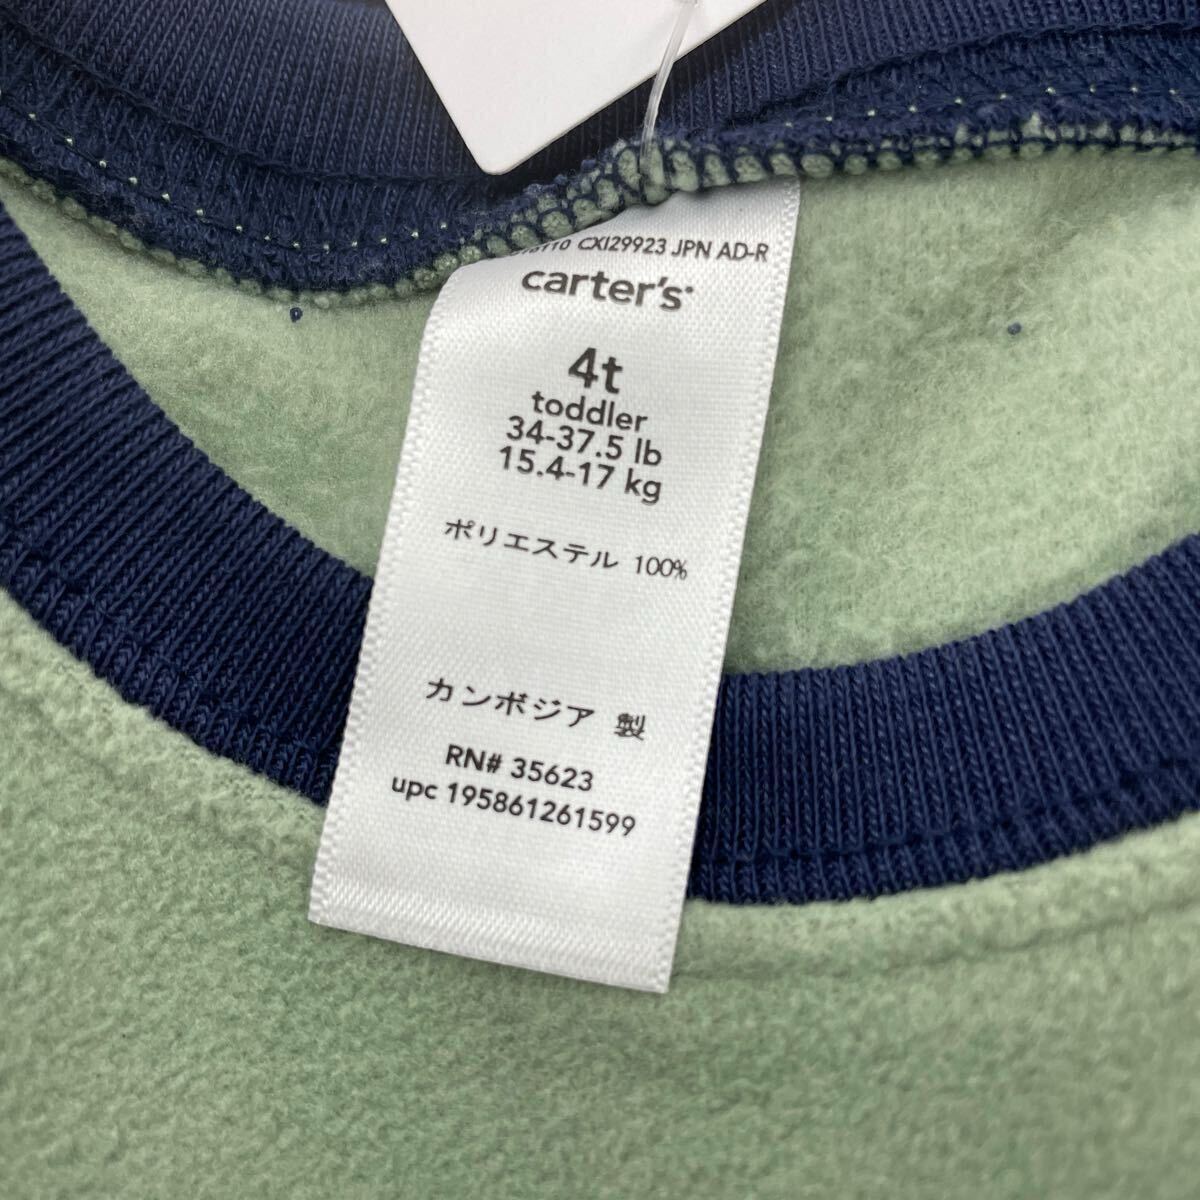 CXI29923 JPN AD-R
carter's
4t
toddler
34-37.5 lb
15.4-17 kg
ポリエステル 100%
カンボジア 製
RN# 35623
upc 195861261599